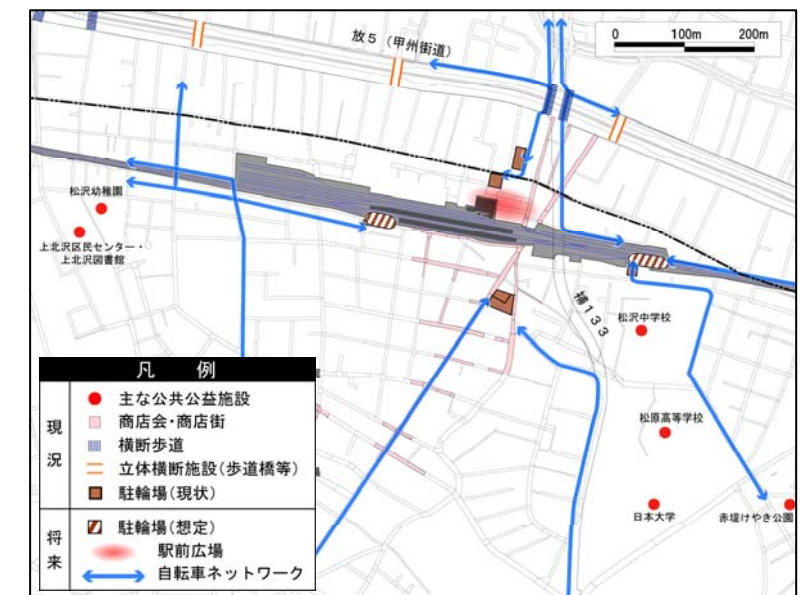 放5（甲州街道）
0 100m 200m
松沢幼稚園
上北沢区民センター・
上北沢図書館
補133
松沢中学校
松原高等学校
日本大学
赤堤けやき公園
凡 例
現況
主な公共公益施設
商店会・商店街
横断歩道
立体横断施設（歩道橋等）
駐輪場（現状）
将来
駐輪場（想定）
駅前広場
自転車ネットワーク